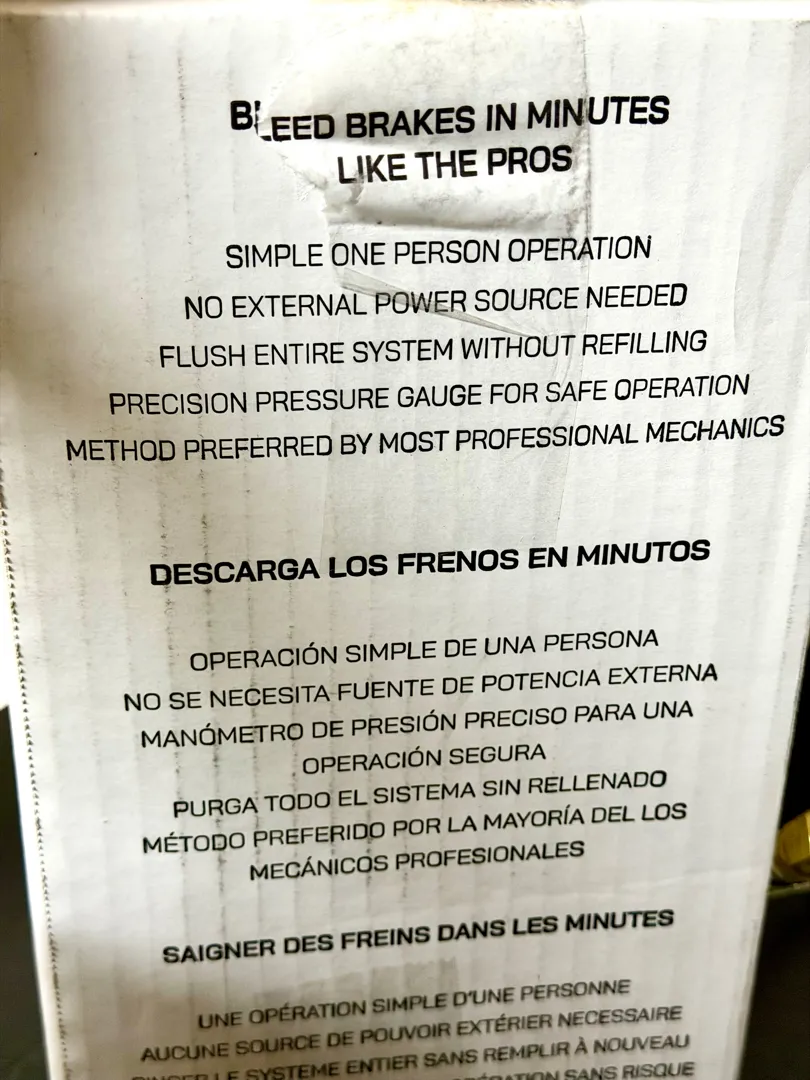 BLEED BRAKES IN MINUTES
LIKE THE PROS
SIMPLE ONE PERSON OPERATION
NO EXTERNAL POWER SOURCE NEEDED
FLUSH ENTIRE SYSTEM WITHOUT REFILLING
PRECISION PRESSURE GAUGE FOR SAFE OPERATION
METHOD PREFERRED BY MOST PROFESSIONAL MECHANICS
DESCARGA LOS FRENOS EN MINUTOS
OPERACIÓN SIMPLE DE UNA PERSONA
NO SE NECESITA FUENTE DE POTENCIA EXTERNA
MANÓMETRO DE PRESIÓN PRECISO PARA UNA
OPERACIÓN SEGURA
PURGA TODO EL SISTEMA SIN RELLENADO
MÉTODO PREFERIDO POR LA MAYORÍA DEL LOS
MECÁNICOS PROFESIONALES
SAIGNER DES FREINS DANS LES MINUTES
UNE OPÉRATION SIMPLE D'UNE PERSONNE
AUCUNE SOURCE DE POUVOIR EXTÉRIER NECESSAIRE
LE SYSTEME ENTIER SANS REMPLIR À NOUVEAU
SANS RISQUE